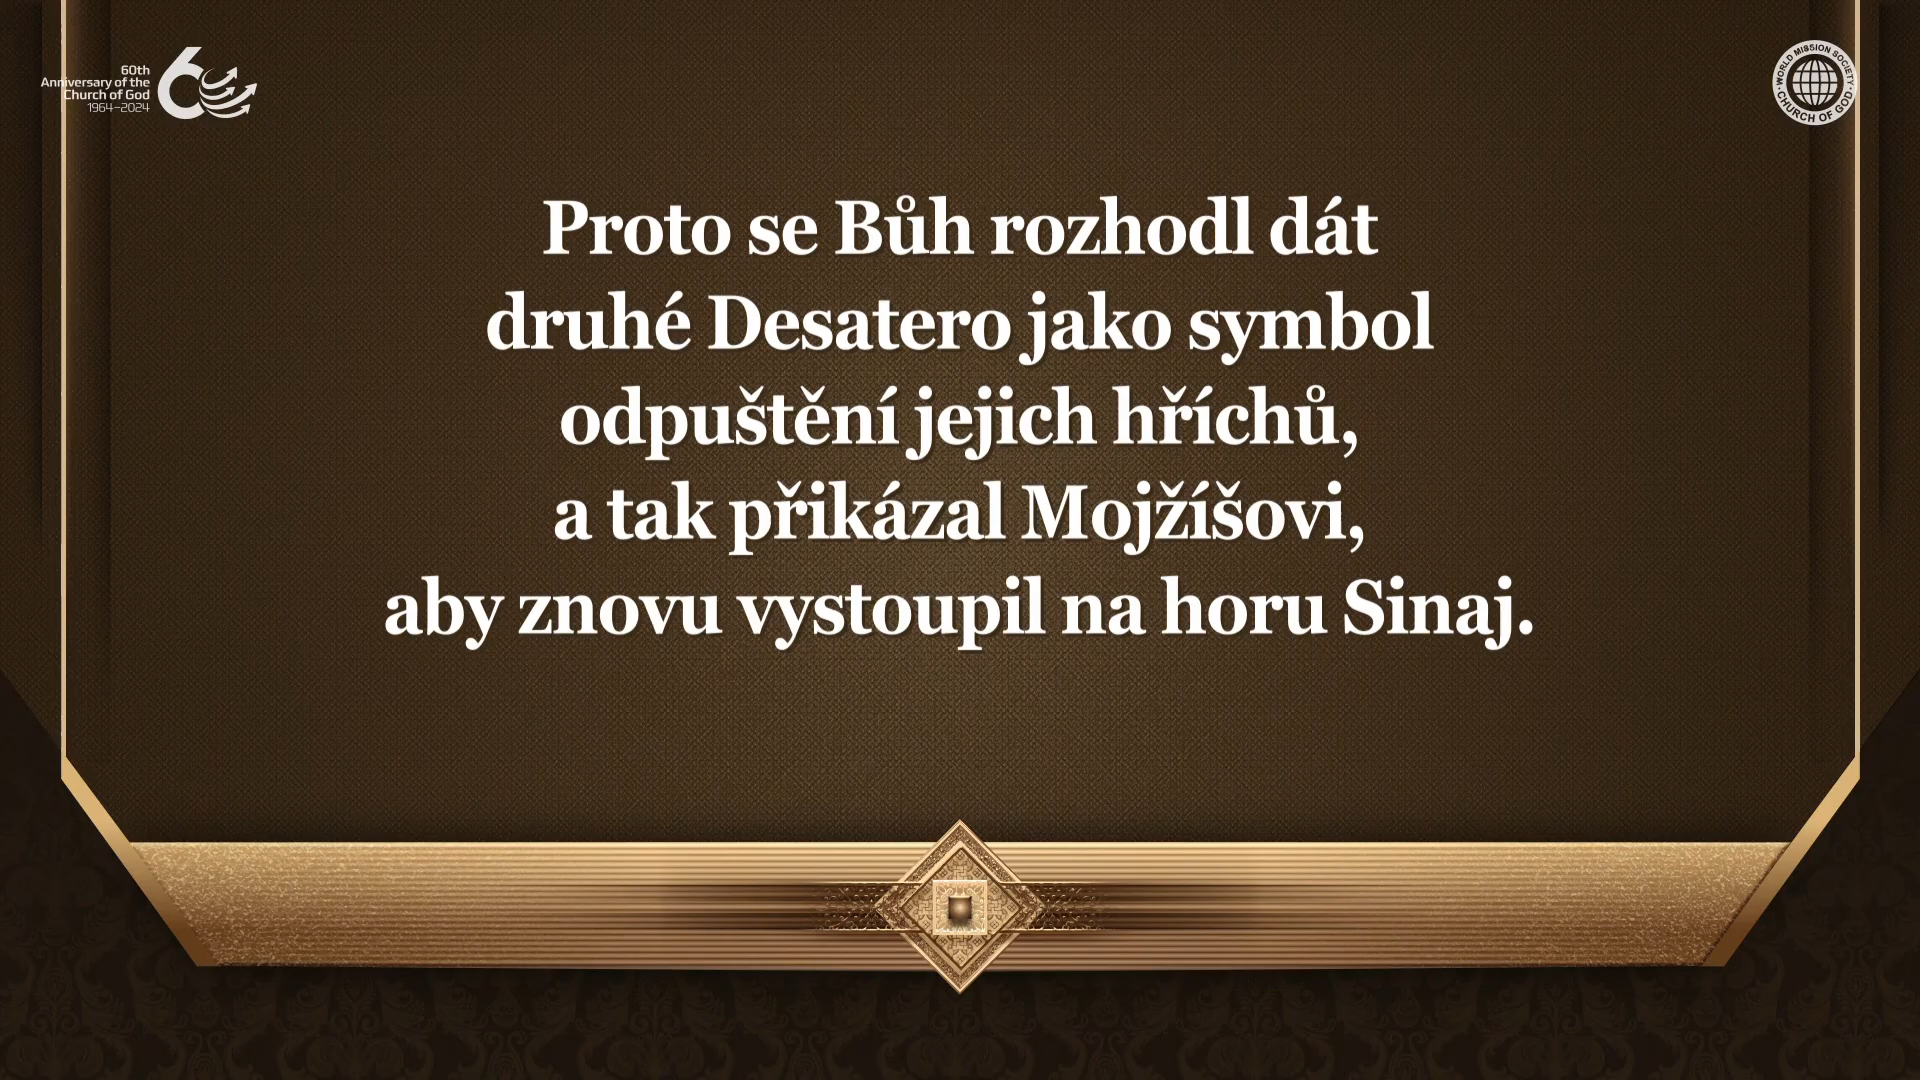 60th
Anniversary of the
Church of God
1964–2024
60
WORLD MISSION SOCIETY
CHURCH OF GOD
Proto se Bůh rozhodl dát
druhé Desatero jako symbol
odpuštění jejich hříchů,
a tak přikázal Mojžíšovi,
aby znovu vystoupil na horu Sinaj.